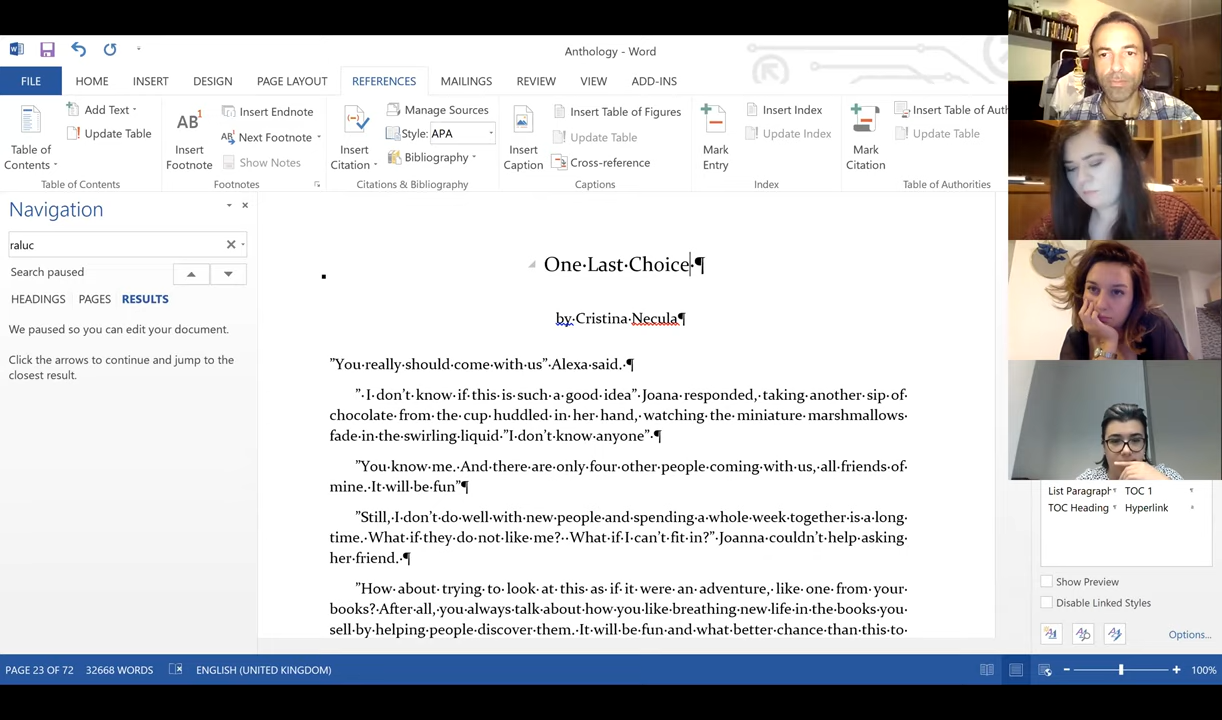 Anthology - Word
FILE HOME INSERT DESIGN PAGE LAYOUT REFERENCES MAILINGS REVIEW VIEW ADD-INS
Table of Contents
Add Text
Update Table
Table of Contents
AB¹ Insert Footnote
Insert Endnote
Next Footnote
Show Notes
Footnotes
Insert Citation
Manage Sources
Style: APA
Bibliography
Citations & Bibliography
Insert Caption
Insert Table of Figures
Update Table
Cross-reference
Captions
Mark Entry
Insert Index
Update Index
Index
Mark Citation
Insert Table of Auth
Update Table
Table of Authorities
Navigation
raluc
Search paused
HEADINGS PAGES RESULTS
We paused so you can edit your document.
Click the arrows to continue and jump to the
closest result.
One·Last·Choice·¶
by·Cristina·Necula¶
”You·really·should·come·with·us”·Alexa·said.·¶
”·I·don’t·know·if·this·is·such·a·good·idea”·Joana·responded,·taking·another·sip·of·
chocolate·from·the·cup·huddled·in·her·hand,·watching·the·miniature·marshmallows·
fade·in·the·swirling·liquid·”I·don’t·know·anyone”·¶
”You·know·me.·And·there·are·only·four·other·people·coming·with·us,·all·friends·of·
mine.·It·will·be·fun”¶
”Still,·I·don’t·do·well·with·new·people·and·spending·a·whole·week·together·is·a·long·
time.·What·if·they·do·not·like·me?··What·if·I·can’t·fit·in?”·Joanna·couldn’t·help·asking·
her·friend.·¶
”How·about·trying·to·look·at·this·as·if·it·were·an·adventure,·like·one·from·your·
books?·After·all,·you·always·talk·about·how·you·like·breathing·new·life·in·the·books·you·
sell·by·helping·people·discover·them.·It·will·be·fun·and·what·better·chance·than·this·to·
List Paragraph TOC 1
TOC Heading Hyperlink
Show Preview
Disable Linked Styles
Options...
PAGE 23 OF 72 32668 WORDS ENGLISH (UNITED KINGDOM) 100%